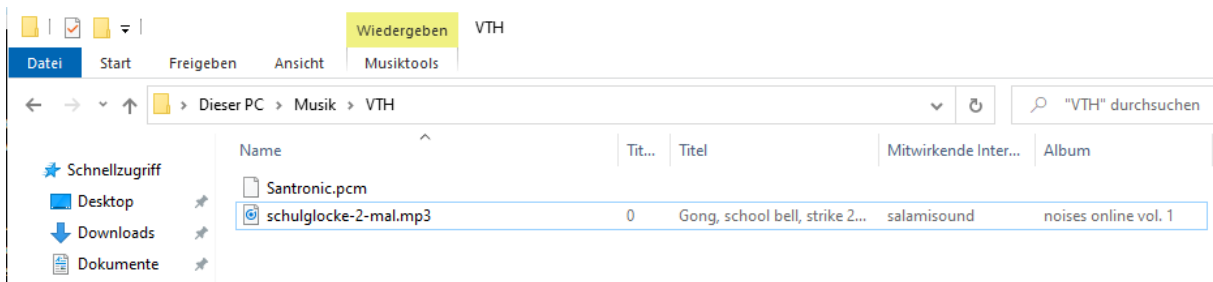 Wiedergeben VTH
Datei Start Freigeben Ansicht Musiktools
Dieser PC > Musik > VTH "VTH" durchsuchen
Name Tit... Titel Mitwirkende Inter... Album
Schnellzugriff
Santronic.pcm
Desktop
schulglocke-2-mal.mp3 0 Gong, school bell, strike 2... salamisound noises online vol. 1
Downloads
Dokumente